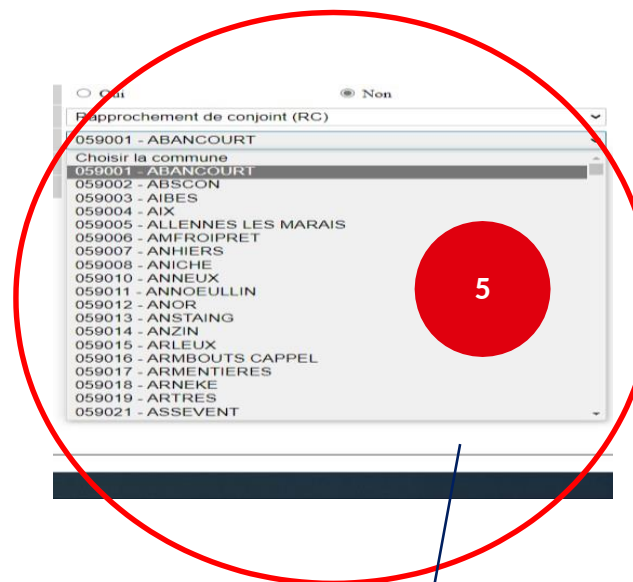 Oui Non
Rapprochement de conjoint (RC)
059001 - ABANCOURT
Choisir la commune
059001 - ABANCOURT
059002 - ABSCON
059003 - AIBES
059004 - AIX
059005 - ALLENNES LES MARAIS
059006 - AMFROIPRET
059007 - ANHIERS
059008 - ANICHE
059010 - ANNEUX
059011 - ANNOEULLIN
059012 - ANOR
059013 - ANSTAING
059014 - ANZIN
059015 - ARLEUX
059016 - ARMBOUTS CAPPEL
059017 - ARMENTIERES
059018 - ARNEKE
059019 - ARTRES
059021 - ASSEVENT
5